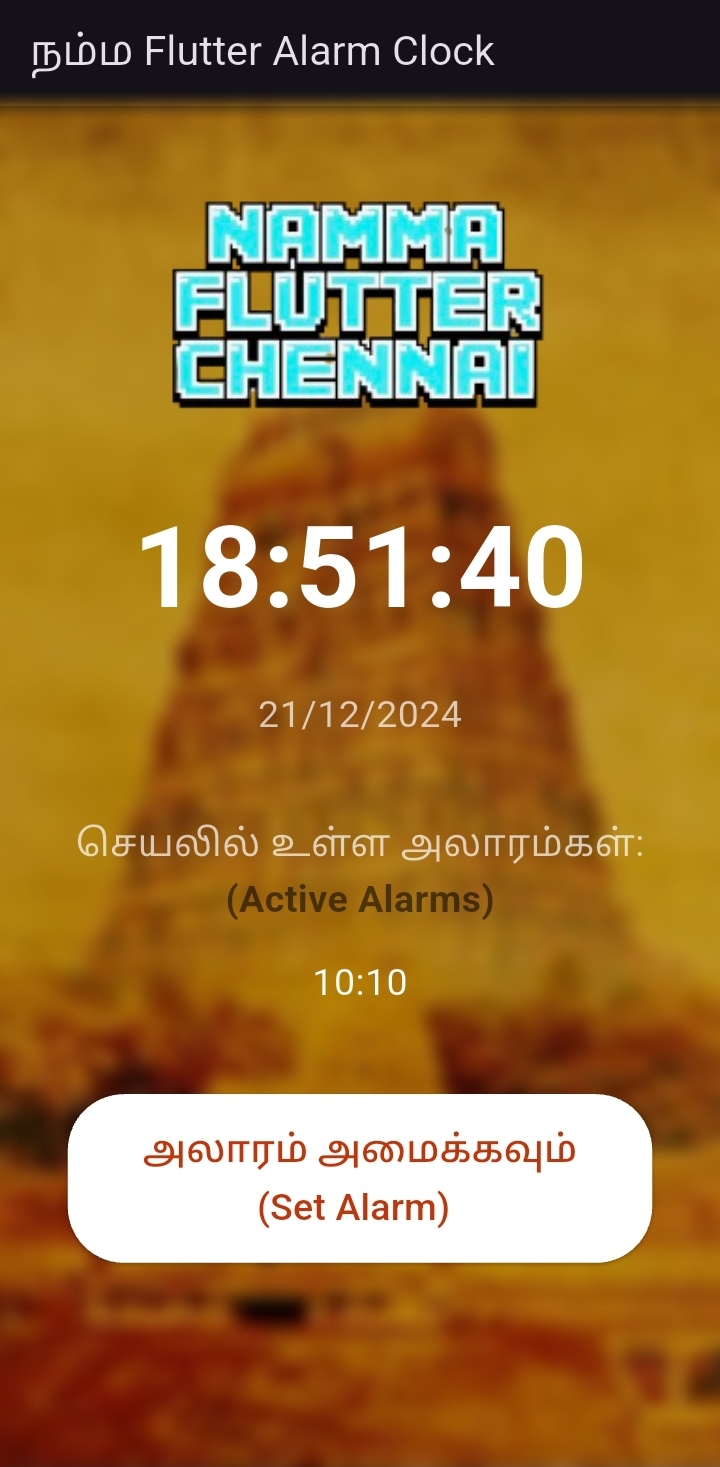 நம்ம Flutter Alarm Clock
NAMMA
FLUTTER
CHENNAI
18:51:40
21/12/2024
செயலில் உள்ள அலாரம்கள்:
(Active Alarms)
10:10
அலாரம் அமைக்கவும்
(Set Alarm)